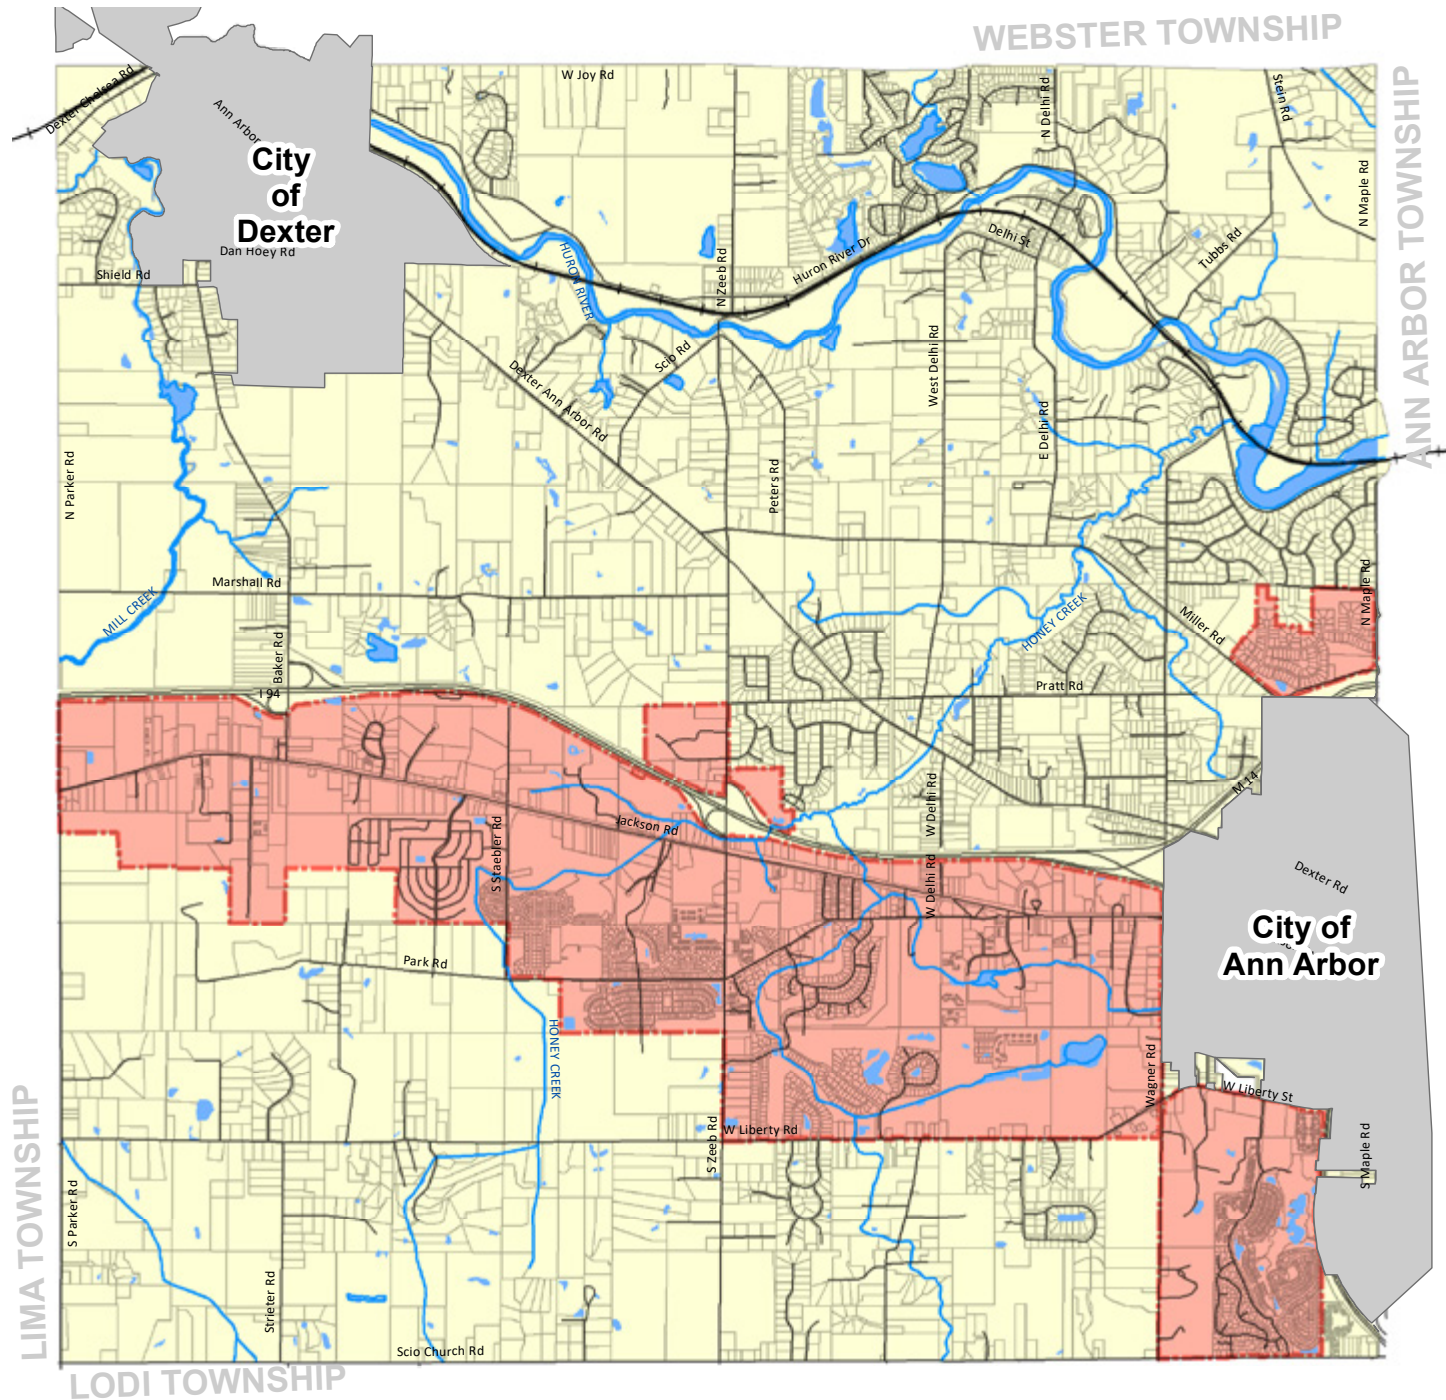 WEBSTER TOWNSHIP
W Joy Rd
Dexter Chelsea Rd
Ann Arbor
N Delhi Rd
Stein Rd
ANN ARBOR TOWNSHIP
City
of
Dexter
N Maple Rd
Dan Hoey Rd
Shield Rd
HURON RIVER
N Zeeb Rd
Huron River Dr
Delhi St
Tubbs Rd
Scio Rd
West Delhi Rd
Dexter Ann Arbor Rd
E Delhi Rd
N Parker Rd
Peters Rd
Marshall Rd
MILL CREEK
HONEY CREEK
Miller Rd
N Maple Rd
Baker Rd
I 94
Pratt Rd
M 14
W Delhi Rd
Jackson Rd
S Staebler Rd
W Delhi Rd
Dexter Rd
City of
Ann Arbor
Park Rd
HONEY CREEK
Wagner Rd
W Liberty St
W Liberty Rd
S Zeeb Rd
S Maple Rd
S Parker Rd
LIMA TOWNSHIP
Strieter Rd
Scio Church Rd
LODI TOWNSHIP